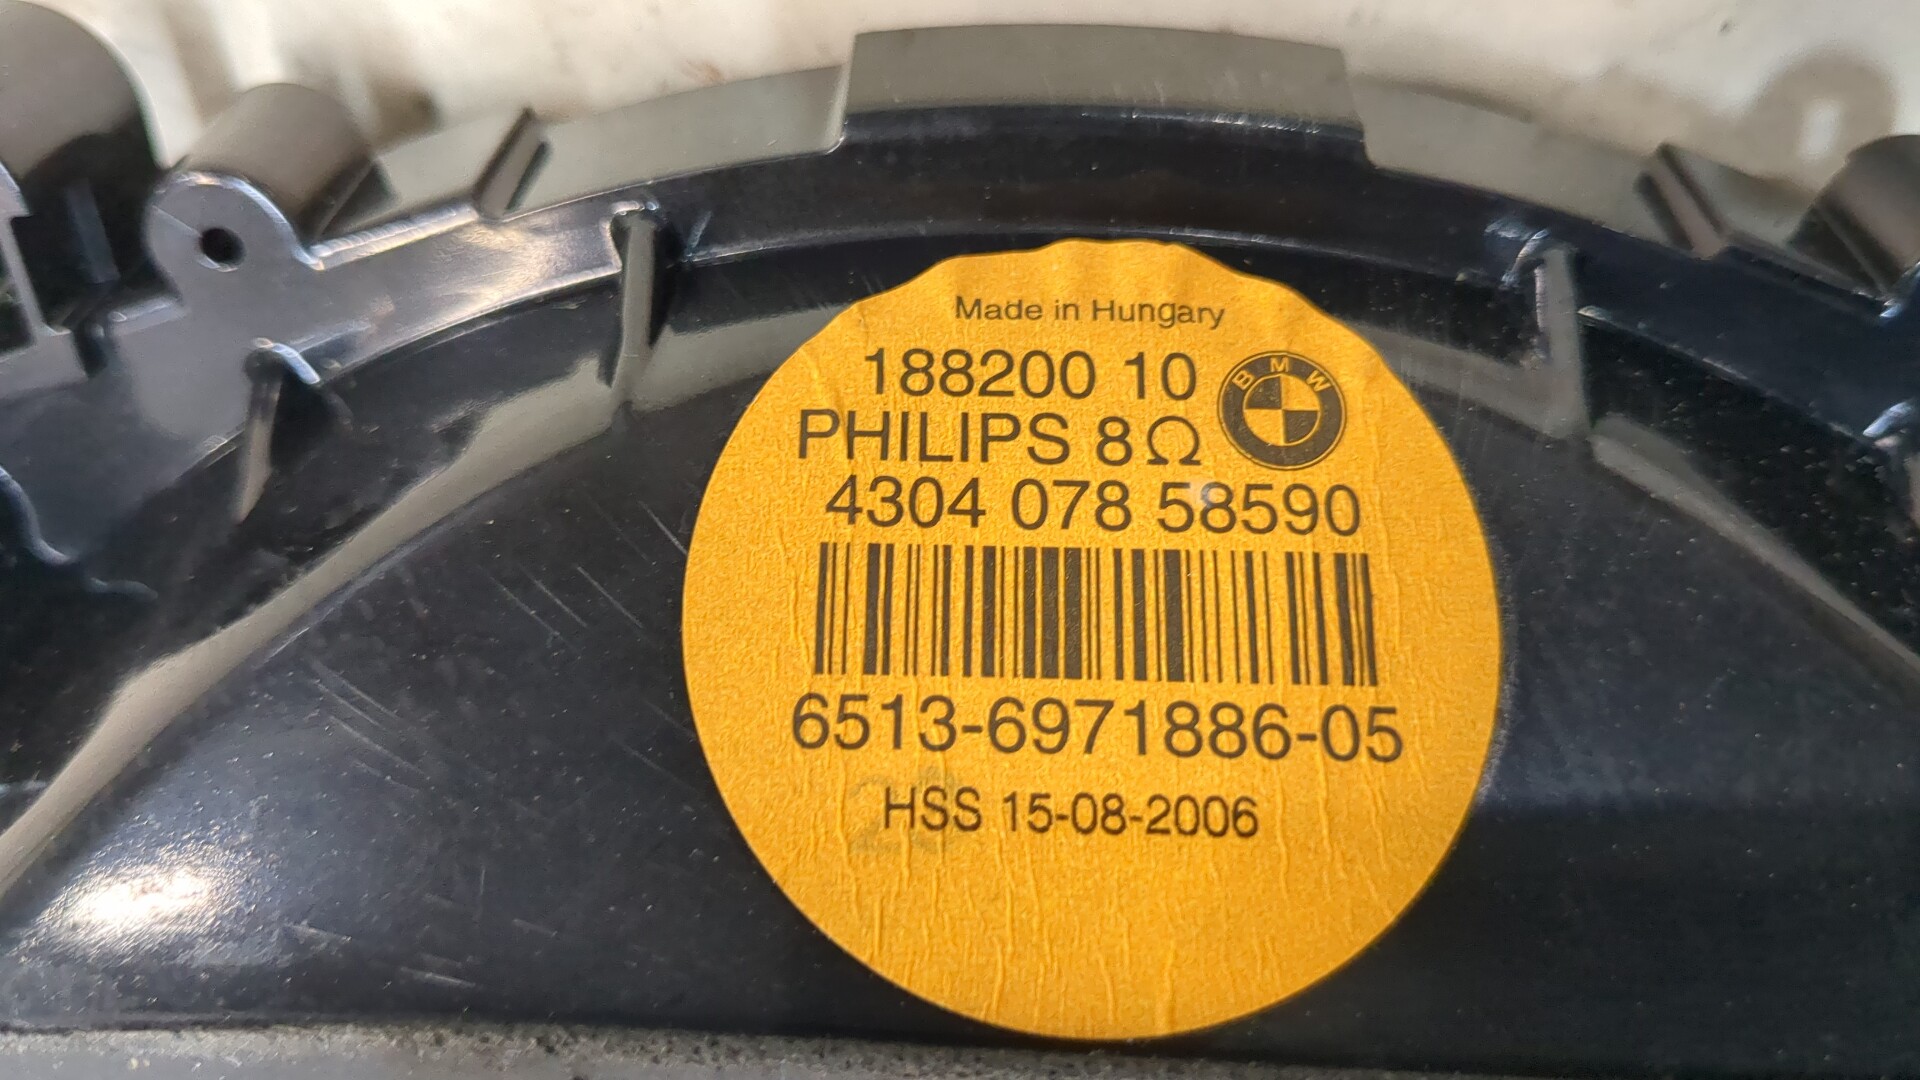 Made in Hungary
188200 10
BMW
PHILIPS 8Ω
4304 078 58590
6513-6971886-05
HSS 15-08-2006